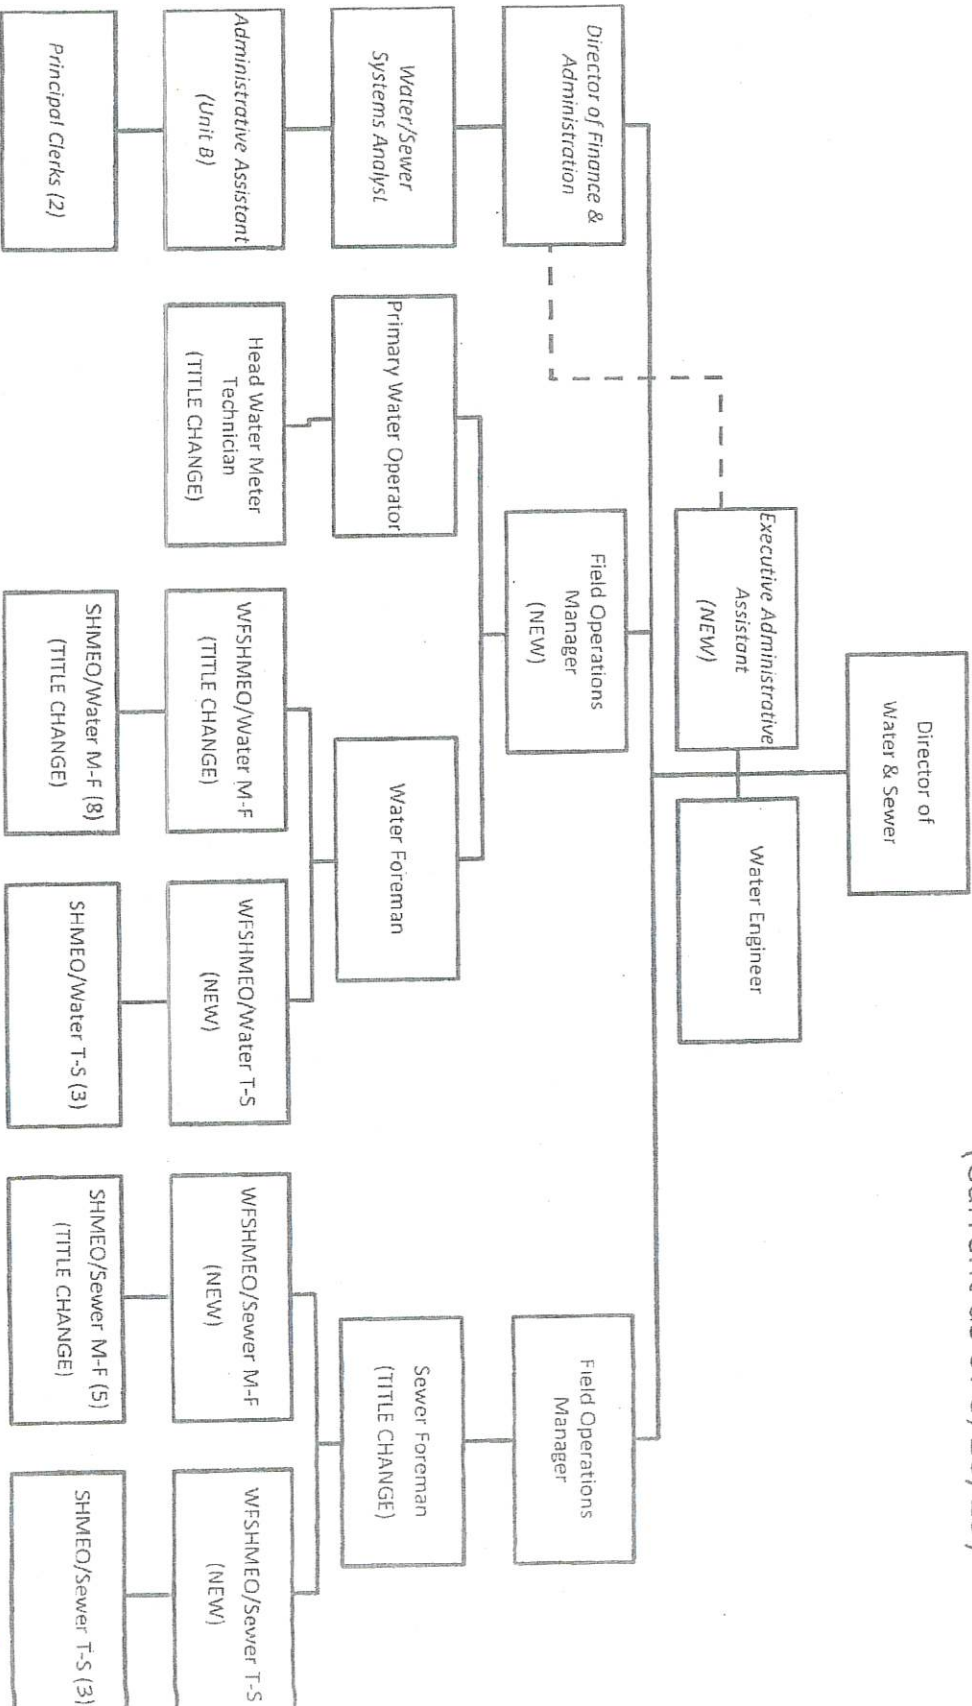 Director of
Water & Sewer
Executive Administrative
Assistant
(NEW)
Water Engineer
Director of Finance &
Administration
Field Operations
Manager
(NEW)
Field Operations
Manager
Water/Sewer
Systems Analyst
Primary Water Operator
Water Foreman
Sewer Foreman
(TITLE CHANGE)
Administrative Assistant
(Unit B)
Head Water Meter
Technician
(TITLE CHANGE)
WFSHMEO/Water M-F
(TITLE CHANGE)
WFSHMEO/Water T-S
(NEW)
WFSHMEO/Sewer M-F
(NEW)
WFSHMEO/Sewer T-S
(NEW)
Principal Clerks (2)
SHMEO/Water M-F (8)
(TITLE CHANGE)
SHMEO/Water T-S (3)
SHMEO/Sewer M-F (5)
(TITLE CHANGE)
SHMEO/Sewer T-S (3)